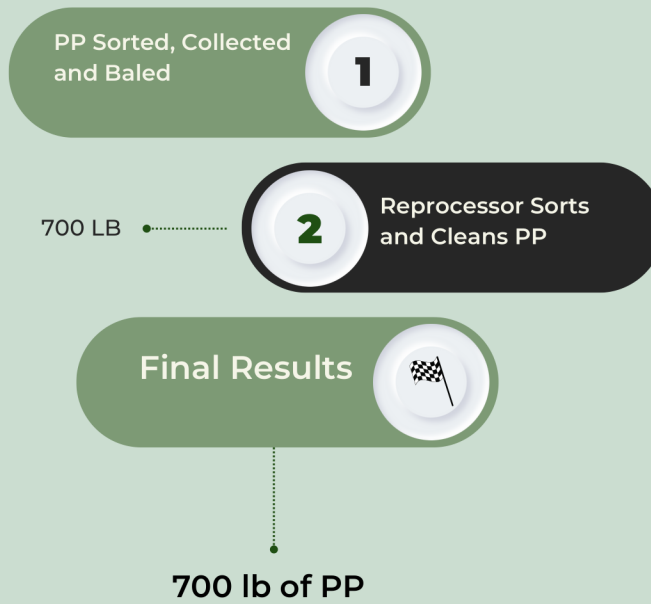 PP Sorted, Collected
and Baled
1
700 LB
2
Reprocessor Sorts
and Cleans PP
Final Results
700 lb of PP